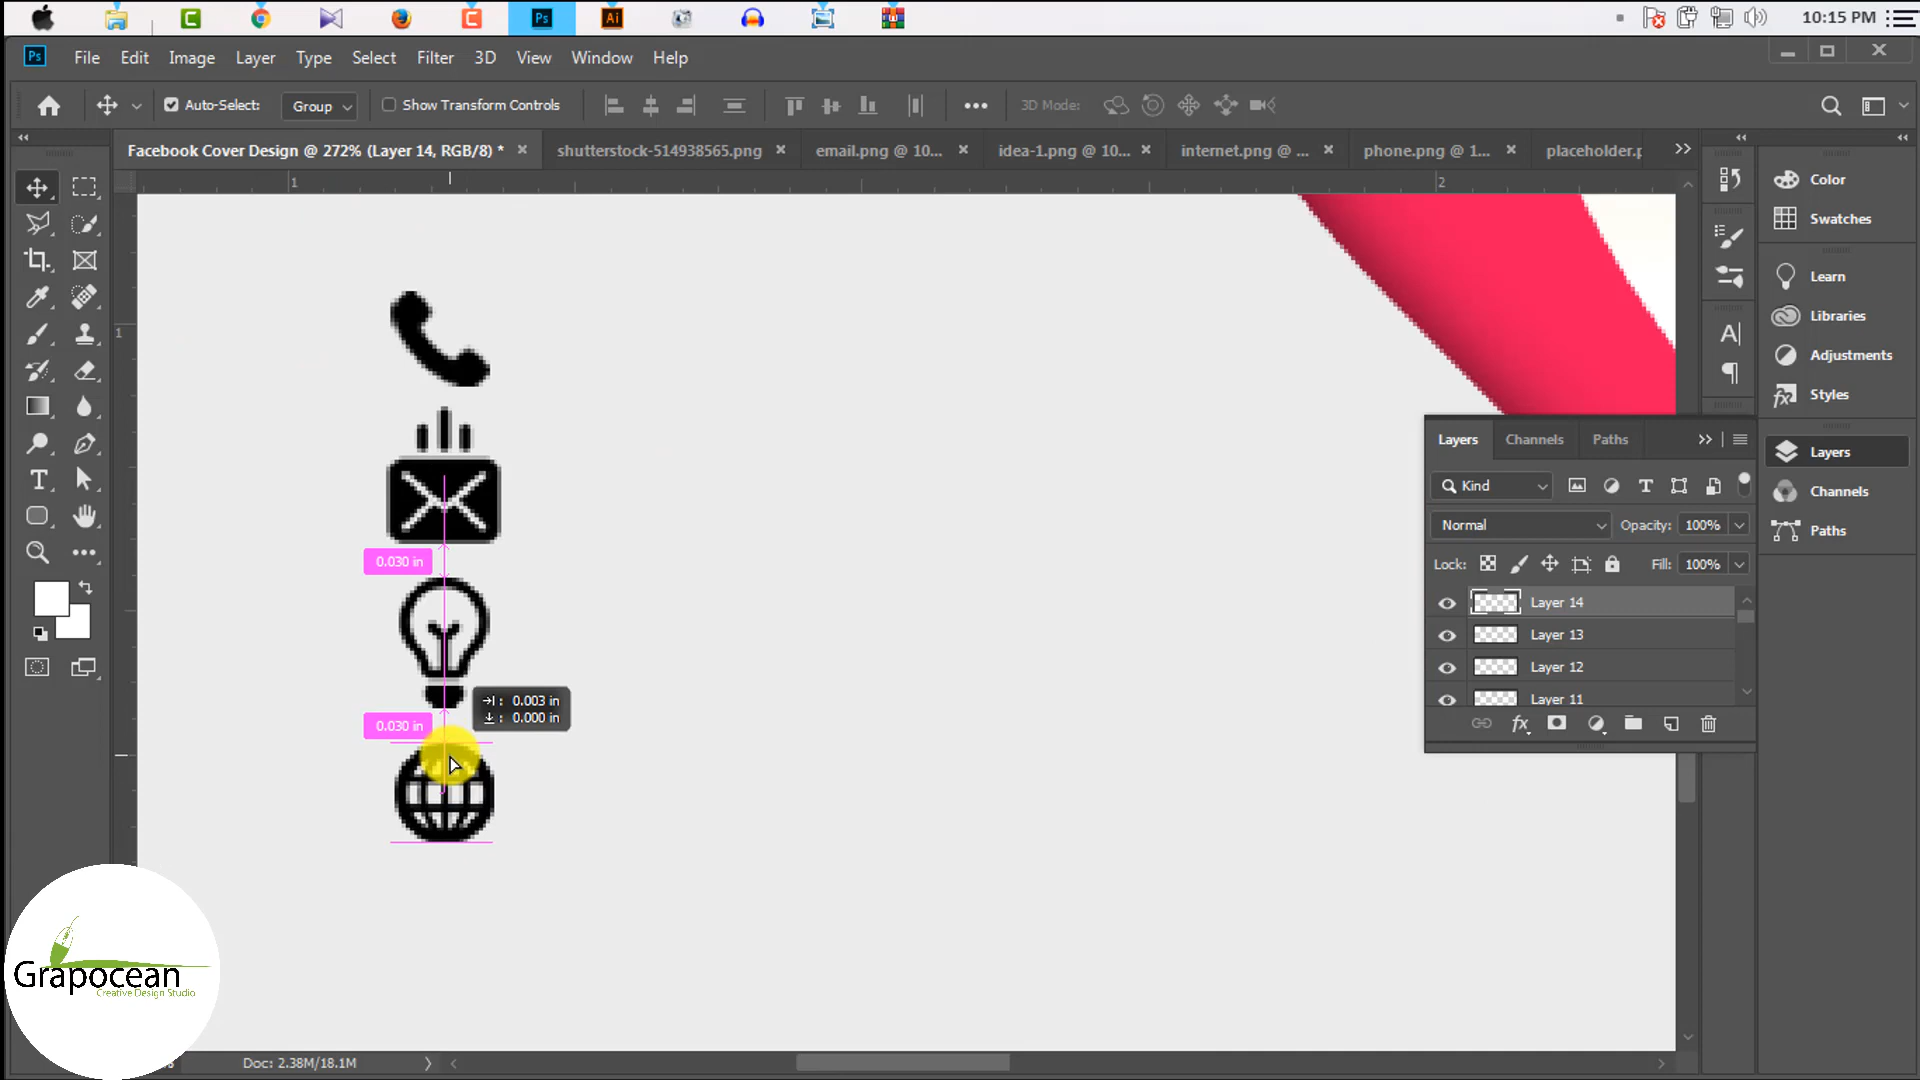 10:15 PM
Ps
Ai
Ps
File Edit Image Layer Type Select Filter 3D View Window Help
Auto-Select: Group Show Transform Controls 3D Mode:
Facebook Cover Design @ 272% (Layer 14, RGB/8) * shutterstock-514938565.png email.png @ 10... idea-1.png @ 10... internet.png @ ... phone.png @ 1... placeholder.p
1 2
1
Color
Swatches
Learn
Libraries
Adjustments
Styles
Layers
Channels
Paths
Layers Channels Paths
Kind
Normal Opacity: 100%
Lock: Fill: 100%
Layer 14
Layer 13
Layer 12
Layer 11
0.030 in
0.003 in
0.000 in
0.030 in
Grapocean
Creative Design Studio
Doc: 2.38M/18.1M